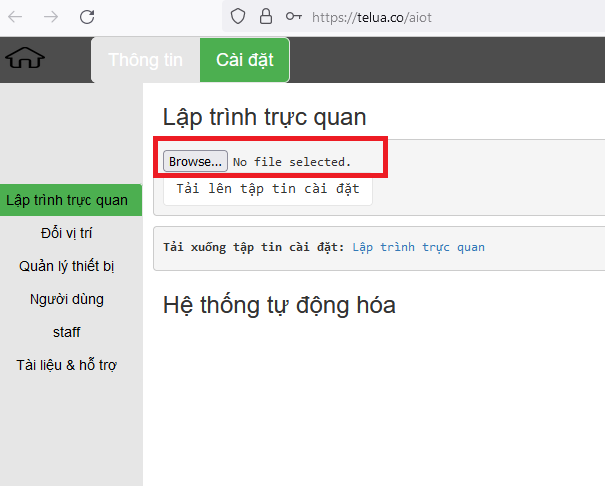 https://telua.co/aiot
Thông tin
Cài đặt
Lập trình trực quan
Browse... No file selected.
Tải lên tập tin cài đặt
Tải xuống tập tin cài đặt: Lập trình trực quan
Hệ thống tự động hóa
Lập trình trực quan
Đổi vị trí
Quản lý thiết bị
Người dùng
staff
Tài liệu & hỗ trợ